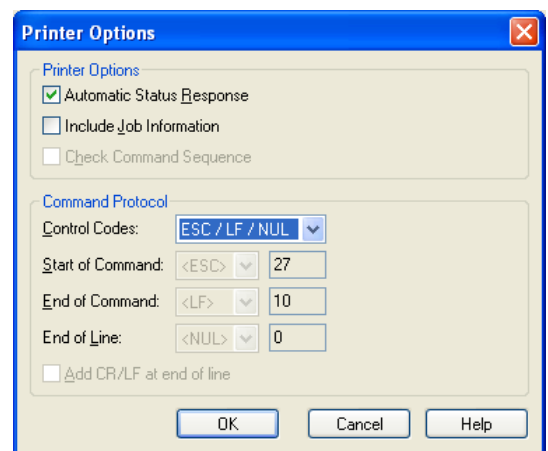 Printer Options
Printer Options
Automatic Status Response
Include Job Information
Check Command Sequence
Command Protocol
Control Codes: ESC / LF / NUL
Start of Command: <ESC> 27
End of Command: <LF> 10
End of Line: <NUL> 0
Add CR/LF at end of line
OK Cancel Help